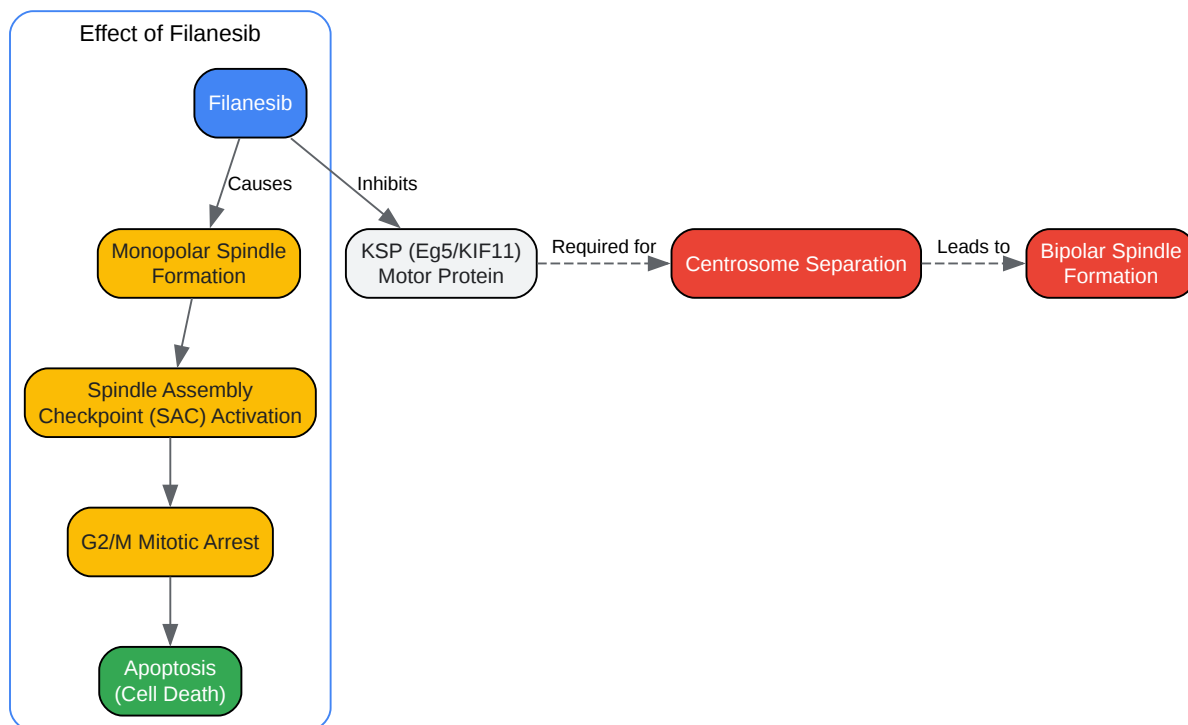 Effect of Filanesib
Filanesib
Causes
Inhibits
Monopolar Spindle
Formation
KSP (Eg5/KIF11)
Motor Protein
Required for
Centrosome Separation
Leads to
Bipolar Spindle
Formation
Spindle Assembly
Checkpoint (SAC) Activation
G2/M Mitotic Arrest
Apoptosis
(Cell Death)